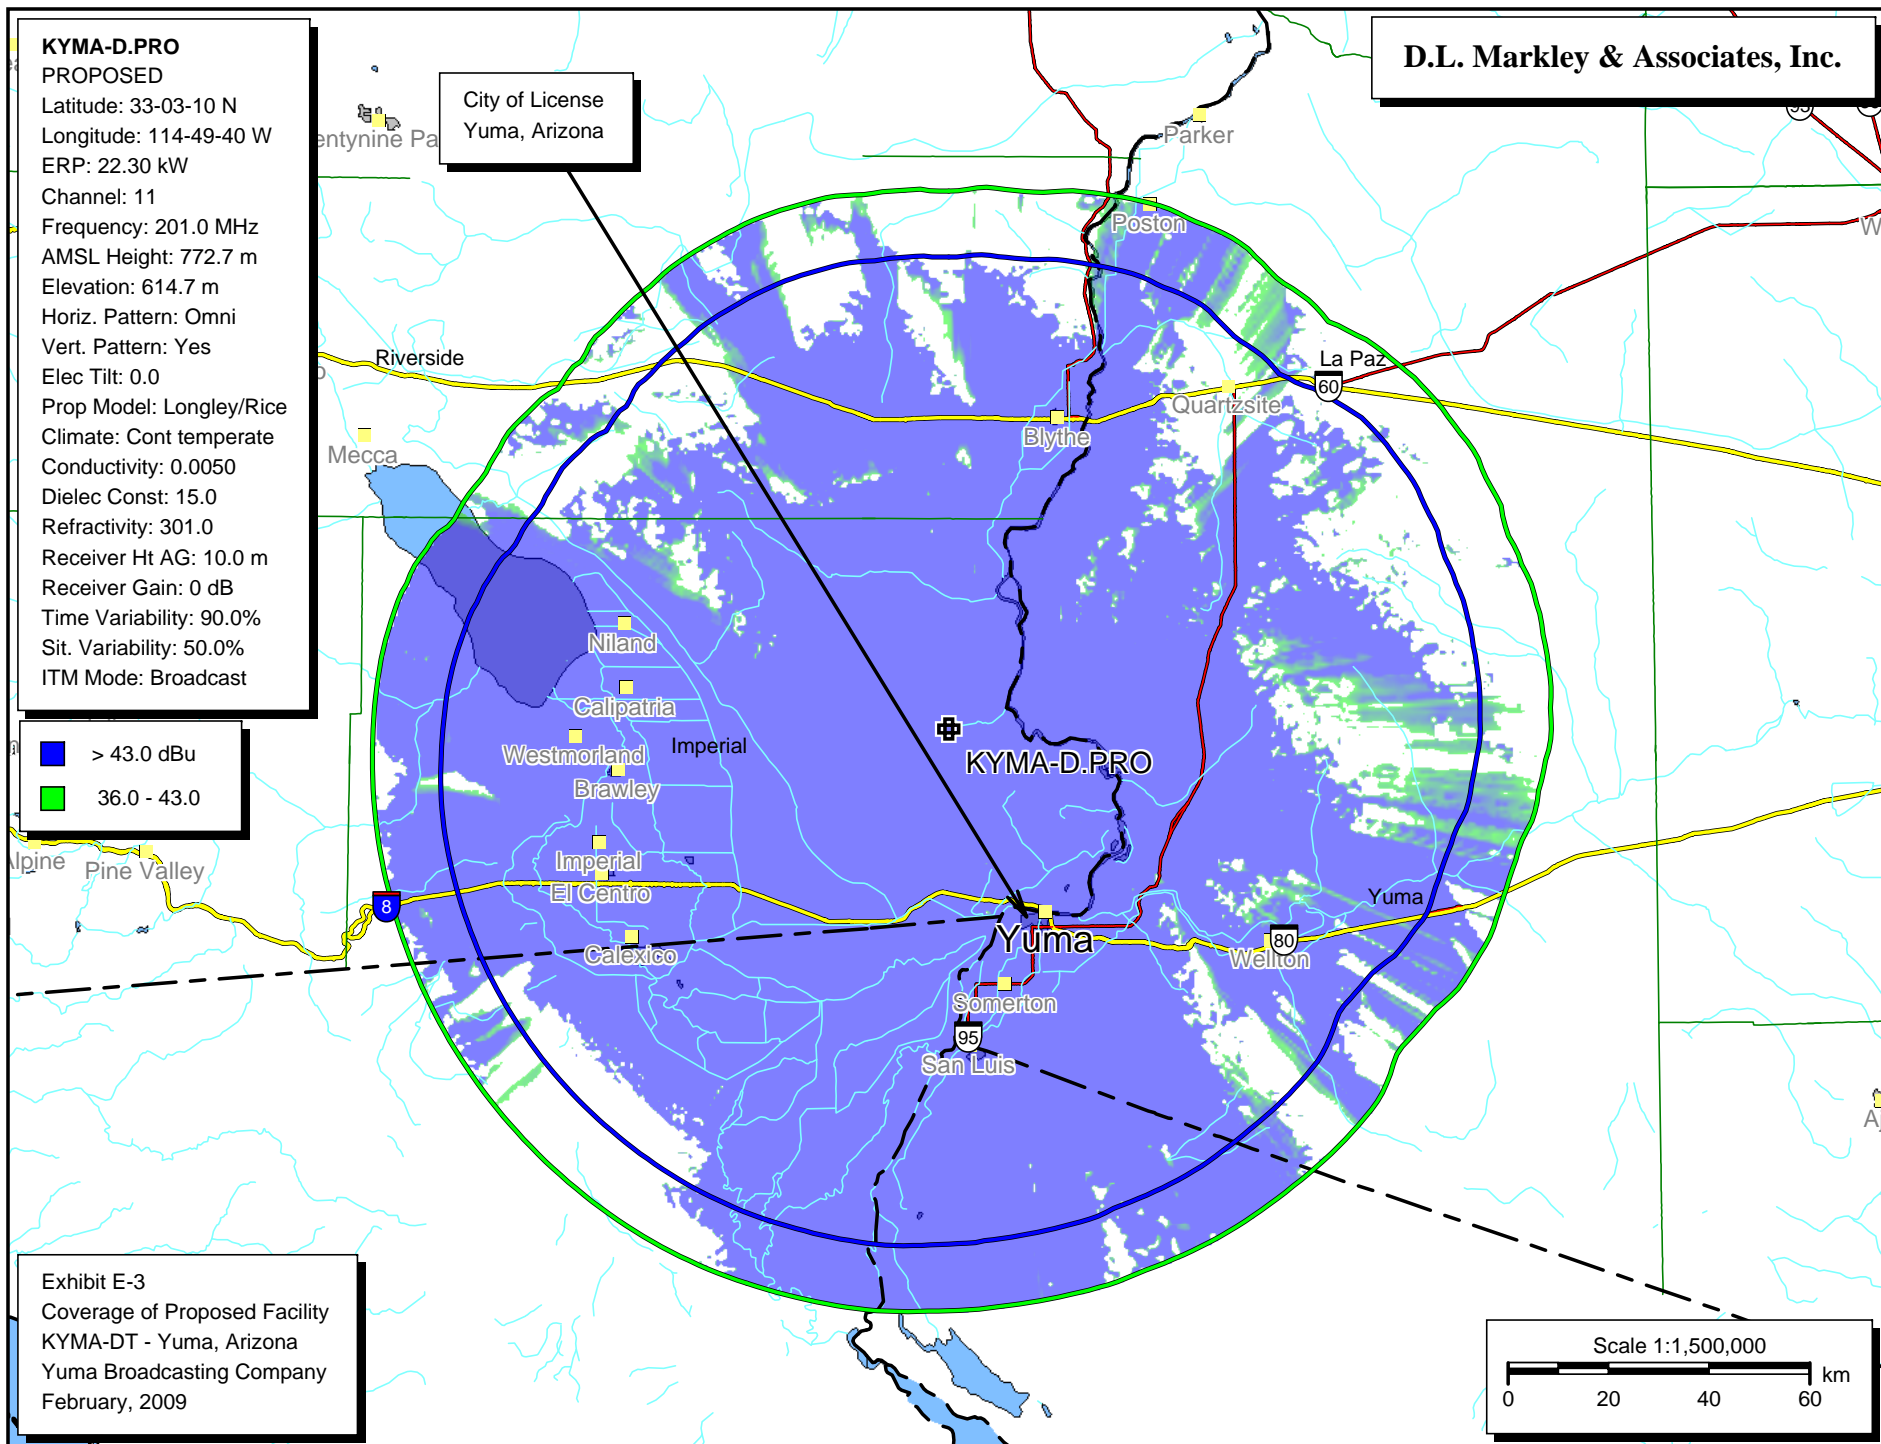 KYMA-D.PRO
PROPOSED
Latitude: 33-03-10 N
Longitude: 114-49-40 W
ERP: 22.30 kW
Channel: 11
Frequency: 201.0 MHz
AMSL Height: 772.7 m
Elevation: 614.7 m
Horiz. Pattern: Omni
Vert. Pattern: Yes
Elec Tilt: 0.0
Prop Model: Longley/Rice
Climate: Cont temperate
Conductivity: 0.0050
Dielec Const: 15.0
Refractivity: 301.0
Receiver Ht AG: 10.0 m
Receiver Gain: 0 dB
Time Variability: 90.0%
Sit. Variability: 50.0%
ITM Mode: Broadcast
> 43.0 dBu
36.0 - 43.0
City of License
Yuma, Arizona
D.L. Markley & Associates, Inc.
entynine Pa
Parker
Poston
Riverside
La Paz
60
Quartzsite
Blythe
Mecca
Niland
Calipatria
Westmorland
Imperial
Brawley
KYMA-D.PRO
Alpine
Pine Valley
Imperial
El Centro
8
Yuma
Yuma
80
Wellton
Calexico
Somerton
95
San Luis
Exhibit E-3
Coverage of Proposed Facility
KYMA-DT - Yuma, Arizona
Yuma Broadcasting Company
February, 2009
Scale 1:1,500,000
km
0 20 40 60